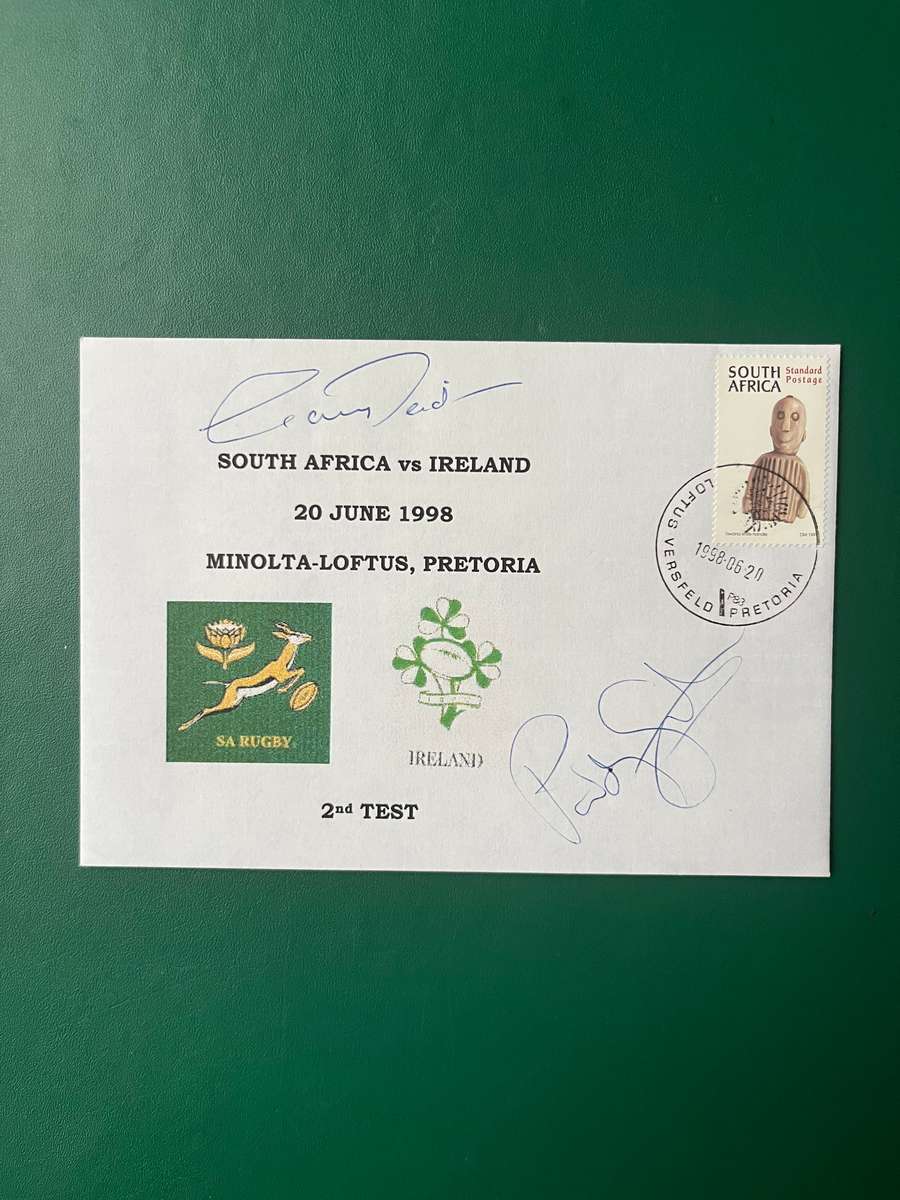 SOUTH Standard
AFRICA Postage
SOUTH AFRICA vs IRELAND
20 JUNE 1998
MINOLTA-LOFTUS, PRETORIA
LOFTUS VERSFELD PRETORIA
1998-06-20
SA RUGBY
IRELAND
2nd TEST